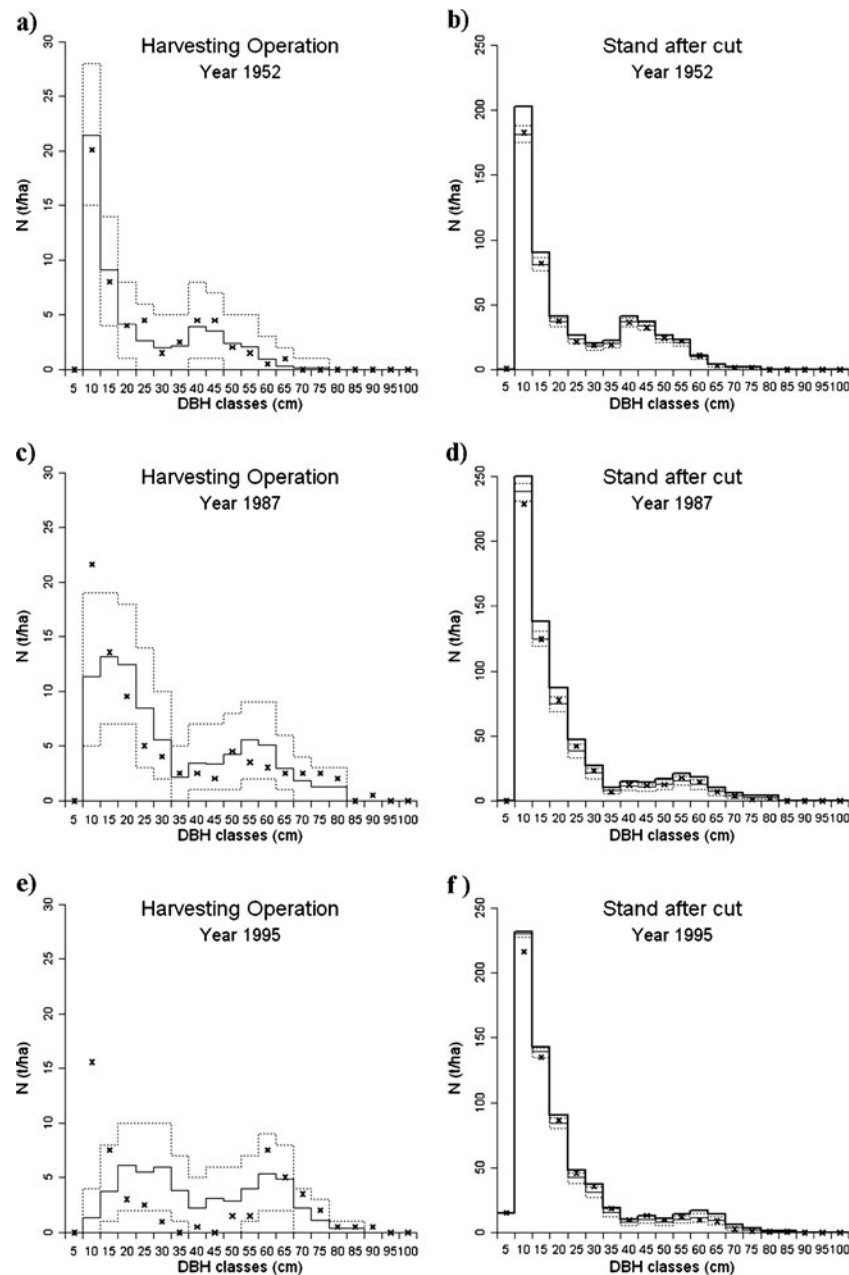 a)
Harvesting Operation
Year 1952
N (t/ha)
0 5 10 15 20 25 30
5 10 15 20 25 30 35 40 45 50 55 60 65 70 75 80 85 90 95 100
DBH classes (cm)
b)
Stand after cut
Year 1952
N (t/ha)
0 50 100 150 200 250
5 10 15 20 25 30 35 40 45 50 55 60 65 70 75 80 85 90 95 100
DBH classes (cm)
c)
Harvesting Operation
Year 1987
N (t/ha)
0 5 10 15 20 25 30
5 10 15 20 25 30 35 40 45 50 55 60 65 70 75 80 85 90 95 100
DBH classes (cm)
d)
Stand after cut
Year 1987
N (t/ha)
0 50 100 150 200 250
5 10 15 20 25 30 35 40 45 50 55 60 65 70 75 80 85 90 95 100
DBH classes (cm)
e)
Harvesting Operation
Year 1995
N (t/ha)
0 5 10 15 20 25 30
5 10 15 20 25 30 35 40 45 50 55 60 65 70 75 80 85 90 95 100
DBH classes (cm)
f)
Stand after cut
Year 1995
N (t/ha)
0 50 100 150 200 250
5 10 15 20 25 30 35 40 45 50 55 60 65 70 75 80 85 90 95 100
DBH classes (cm)